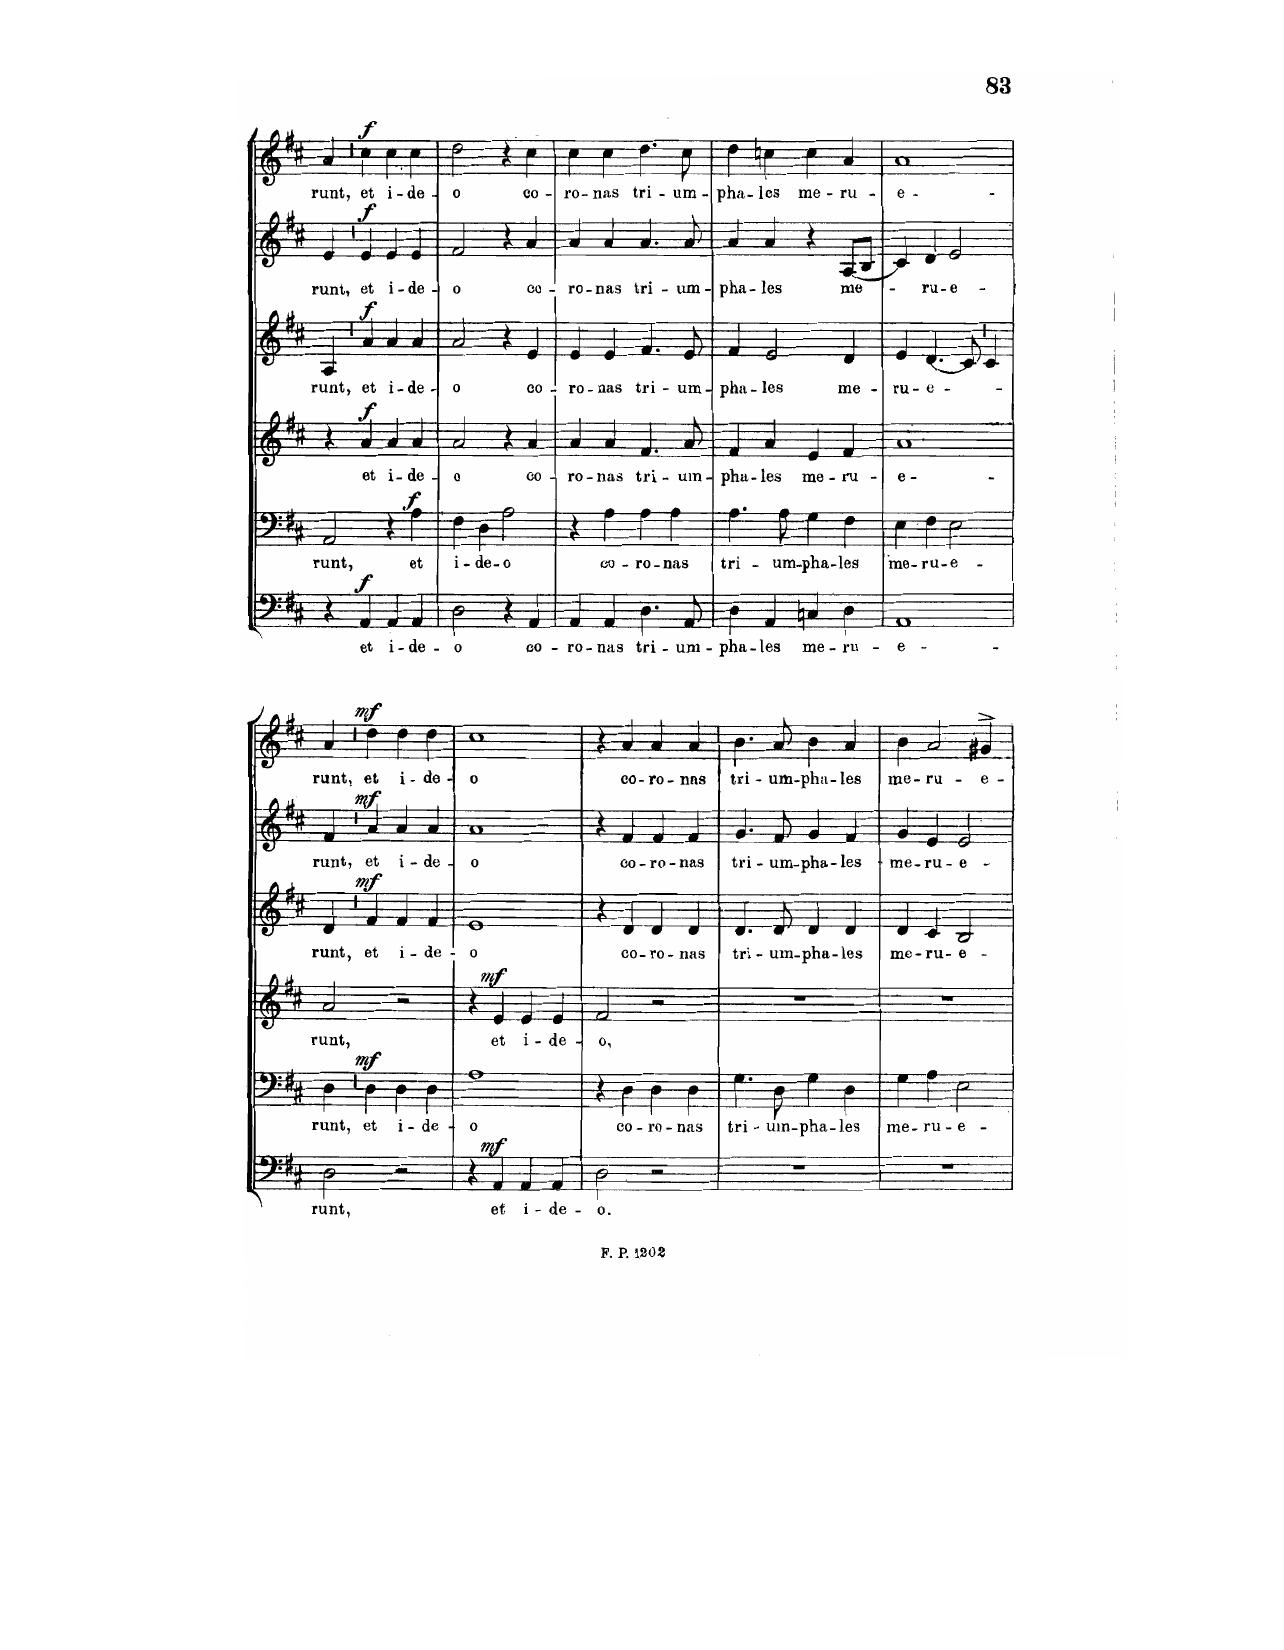 83
f
runt, et i - de - o co - ro - nas tri - um - pha - les me - ru - e - -
f
runt, et i - de - o co - ro - nas tri - um - pha - les me - ru - e -
f
runt, et i - de - o co - ro - nas tri - um - pha - les me - ru - e - -
f
et i - de - o co - ro - nas tri - um - pha - les me - ru - e - -
f
runt, et i - de - o co - ro - nas tri - um - pha - les me - ru - e -
f
et i - de - o co - ro - nas tri - um - pha - les me - ru - e - -
mf
runt, et i - de - o co - ro - nas tri - um - pha - les me - ru - e -
mf
runt, et i - de - o co - ro - nas tri - um - pha - les me - ru - e -
mf
runt, et i - de - o co - ro - nas tri - um - pha - les me - ru - e -
mf
runt, et i - de - o,
mf
runt, et i - de - o co - ro - nas tri - um - pha - les me - ru - e -
mf
runt, et i - de - o.
F. P. 1202